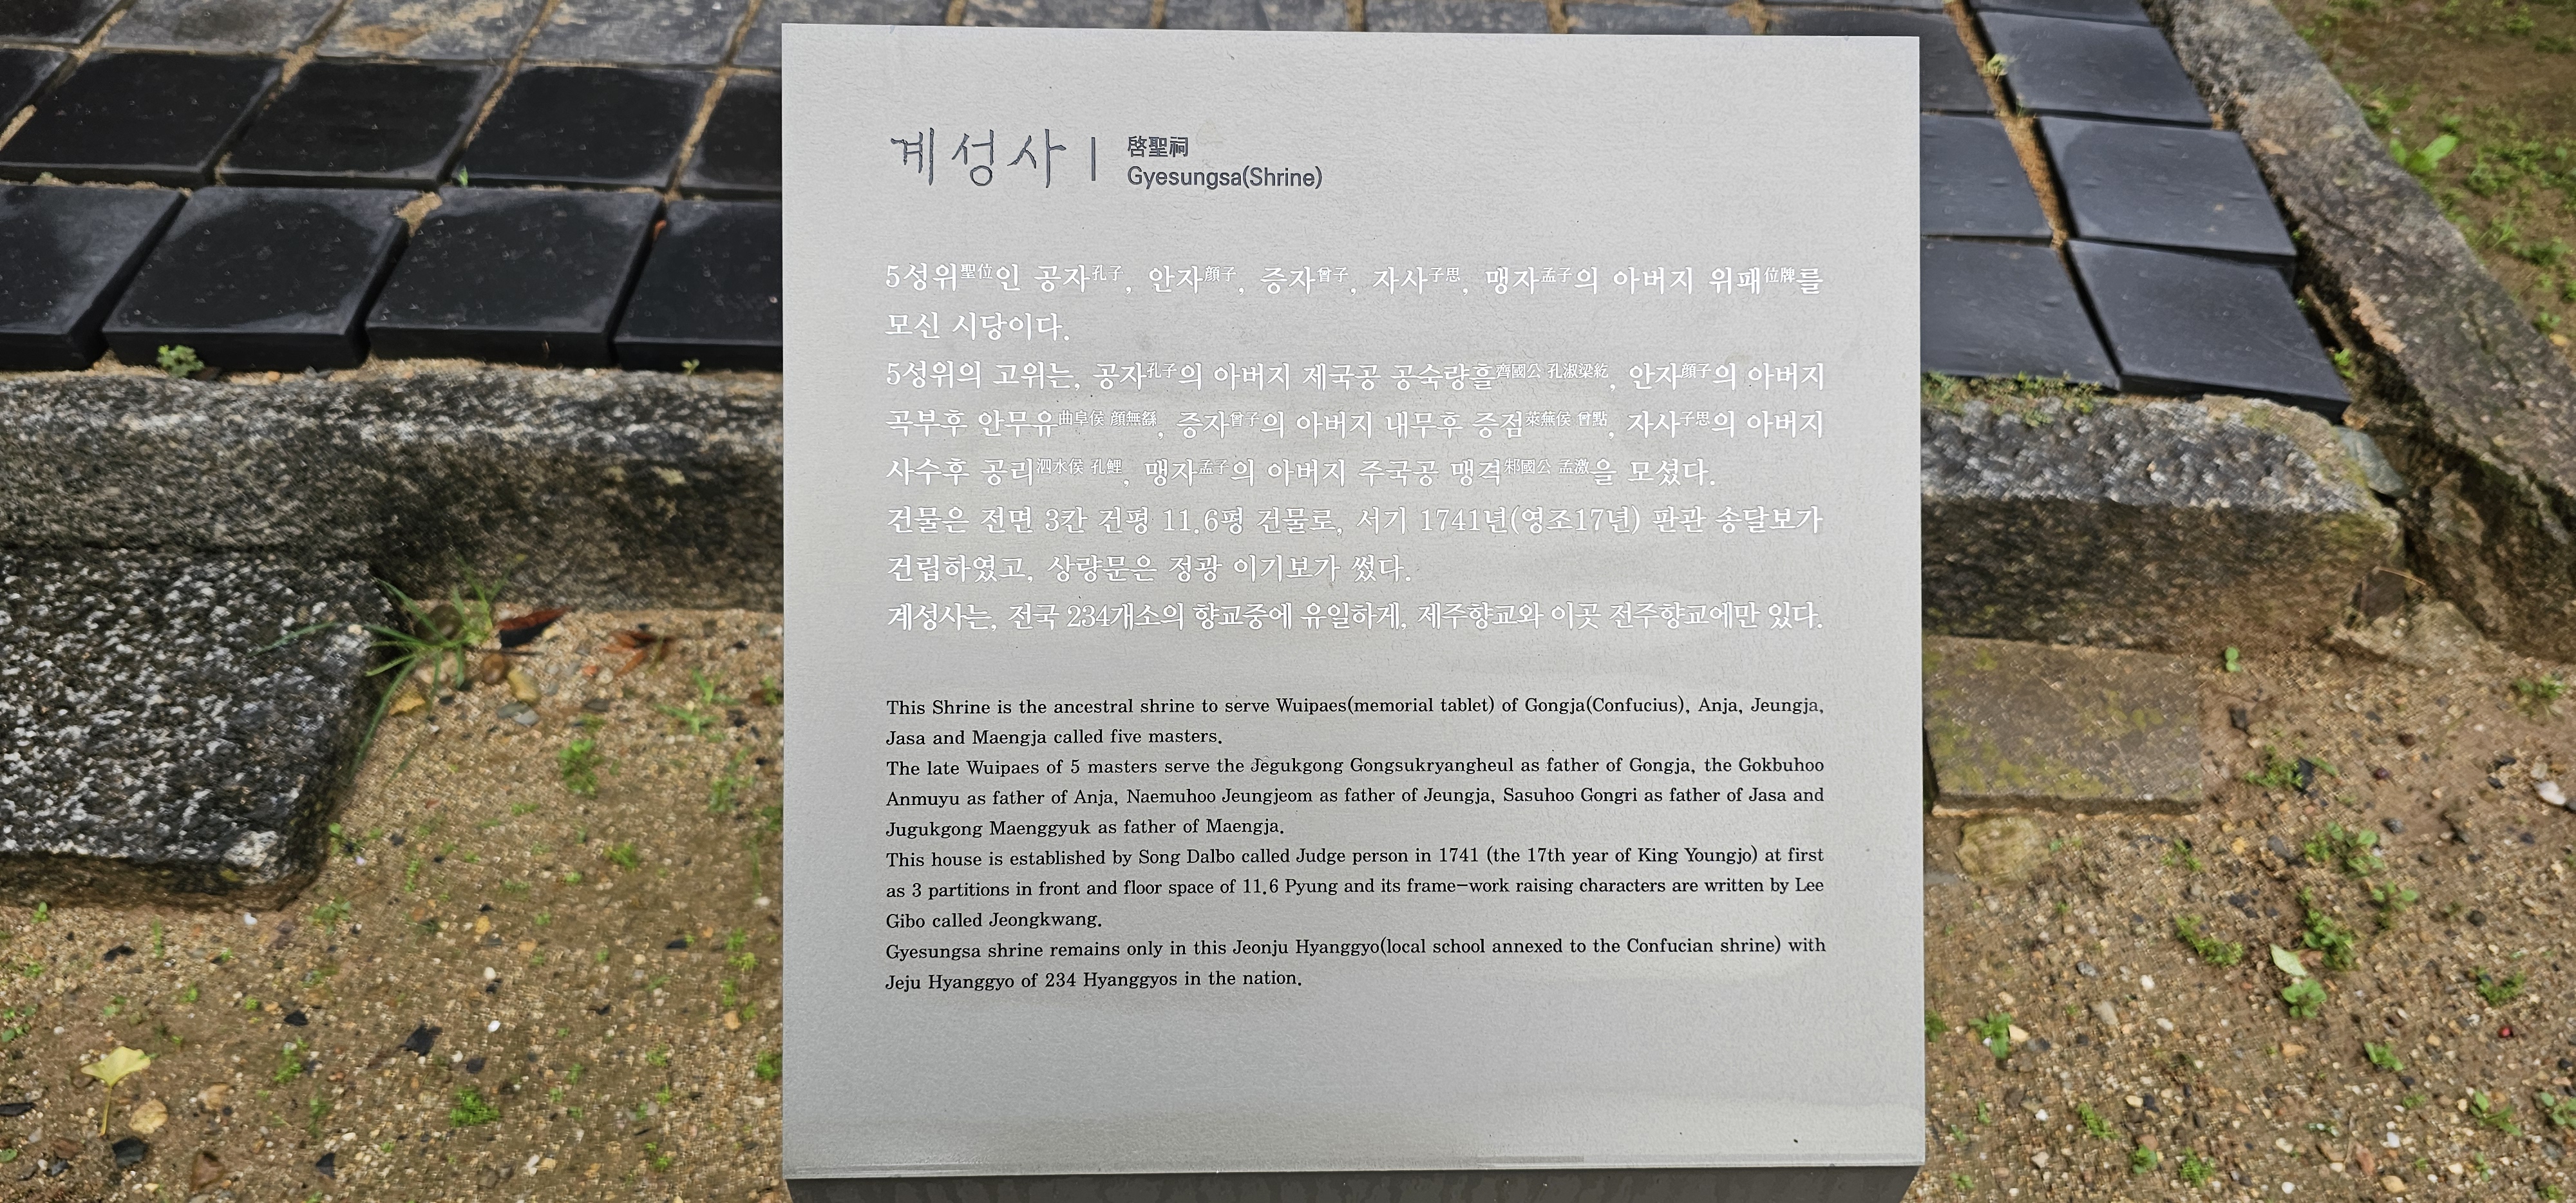 계성사 | 啓聖祠
Gyesungsa(Shrine)
5성위聖位인 공자孔子, 안자顔子, 증자曾子, 자사子思, 맹자孟子의 아버지 위패位牌를
모신 시당이다.
5성위의 고위는, 공자孔子의 아버지 제국공 공숙량흘齊國公 孔淑梁紇, 안자顔子의 아버지
곡부후 안무유曲阜侯 顔無繇, 증자曾子의 아버지 내무후 증점萊蕪侯 曾點, 자사子思의 아버지
사수후 공리泗水侯 孔鯉, 맹자孟子의 아버지 주국공 맹격邾國公 孟激을 모셨다.
건물은 전면 3칸 건평 11.6평 건물로, 서기 1741년(영조17년) 판관 송달보가
건립하였고, 상량문은 정광 이기보가 썼다.
계성사는, 전국 234개소의 향교중에 유일하게, 제주향교와 이곳 전주향교에만 있다.
This Shrine is the ancestral shrine to serve Wuipaes(memorial tablet) of Gongja(Confucius), Anja, Jeungja,
Jasa and Maengja called five masters.
The late Wuipaes of 5 masters serve the Jegukgong Gongsukryangheul as father of Gongja, the Gokbuhoo
Anmuyu as father of Anja, Naemuhoo Jeungjeom as father of Jeungja, Sasuhoo Gongri as father of Jasa and
Jugukgong Maenggyuk as father of Maengja.
This house is established by Song Dalbo called Judge person in 1741 (the 17th year of King Youngjo) at first
as 3 partitions in front and floor space of 11.6 Pyung and its frame-work raising characters are written by Lee
Gibo called Jeongkwang.
Gyesungsa shrine remains only in this Jeonju Hyanggyo(local school annexed to the Confucian shrine) with
Jeju Hyanggyo of 234 Hyanggyos in the nation.